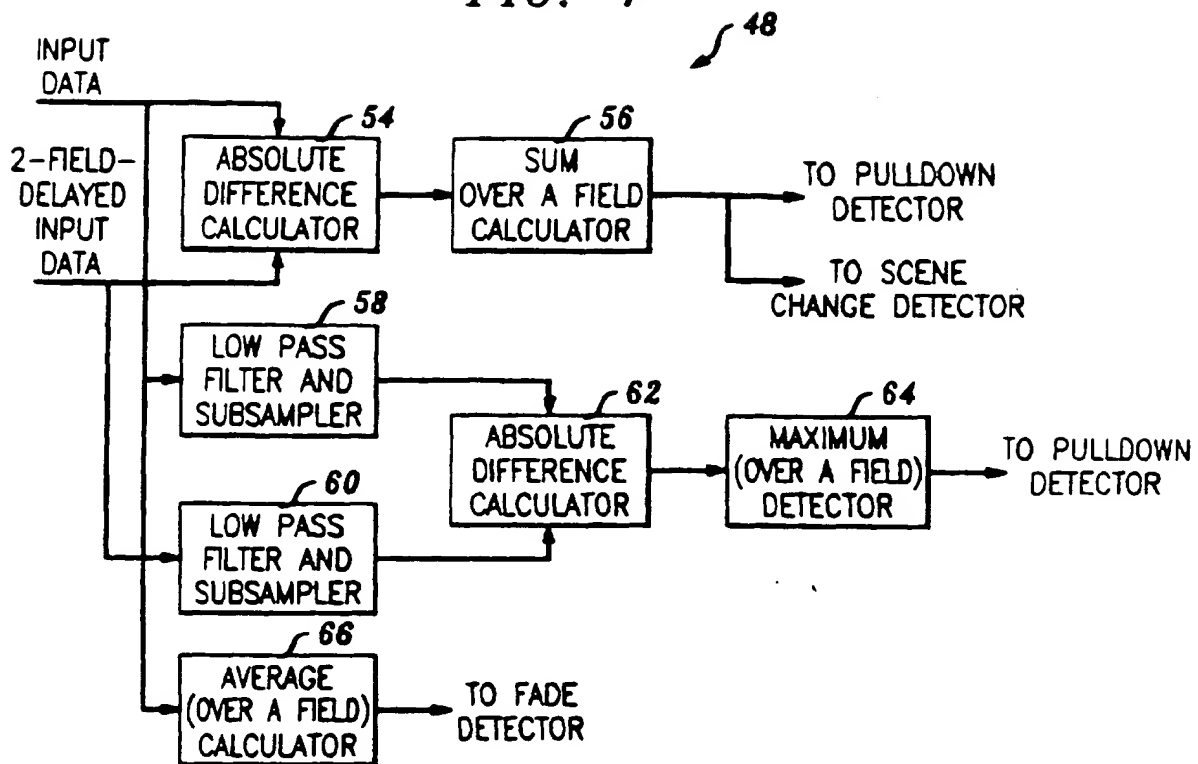 FIG. 7
48
INPUT
DATA
2-FIELD-
DELAYED
INPUT
DATA
54
ABSOLUTE
DIFFERENCE
CALCULATOR
56
SUM
OVER A FIELD
CALCULATOR
TO PULLDOWN
DETECTOR
TO SCENE
CHANGE DETECTOR
58
LOW PASS
FILTER AND
SUBSAMPLER
62
ABSOLUTE
DIFFERENCE
CALCULATOR
64
MAXIMUM
(OVER A FIELD)
DETECTOR
TO PULLDOWN
DETECTOR
60
LOW PASS
FILTER AND
SUBSAMPLER
66
AVERAGE
(OVER A FIELD)
CALCULATOR
TO FADE
DETECTOR